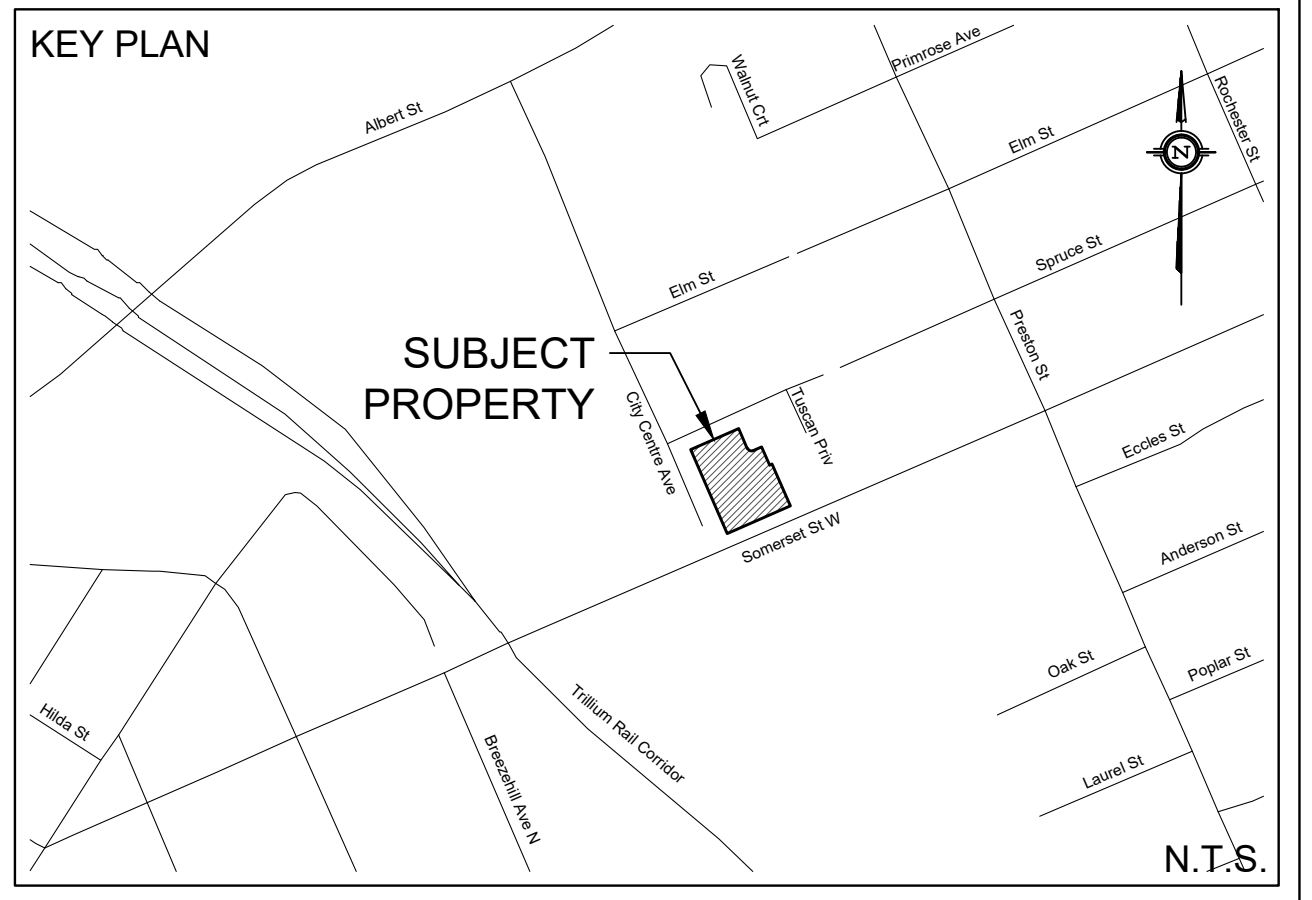 KEY PLAN
Primrose Ave
Walnut Crt
Albert St
Rochester St
Elm St
N
Spruce St
Elm St
Preston St
SUBJECT
PROPERTY
City Centre Ave
Tuscan Priv
Eccles St
Somerset St W
Anderson St
Oak St
Poplar St
Trillium Rail Corridor
Hilda St
Breezehill Ave N
Laurel St
N.T.S.